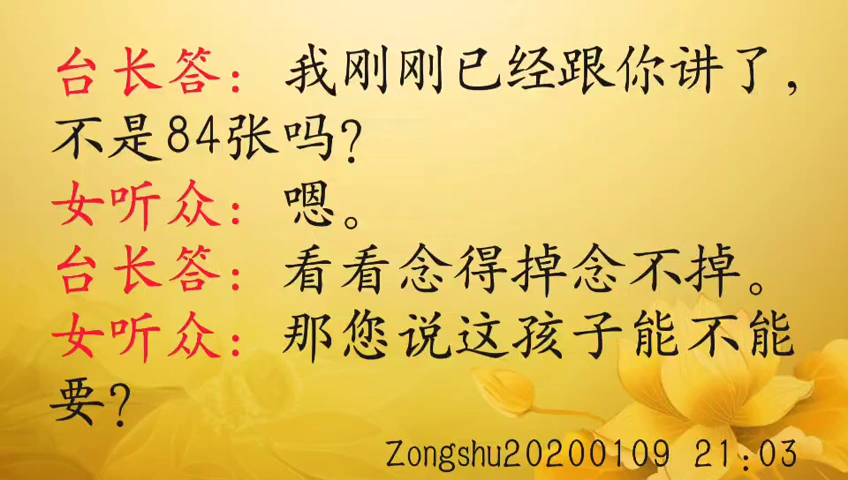 台长答：我刚刚已经跟你讲了，
不是84张吗？
女听众：嗯。
台长答：看看念得掉念不掉。
女听众：那您说这孩子能不能
要？
Zongshu20200109 21:03